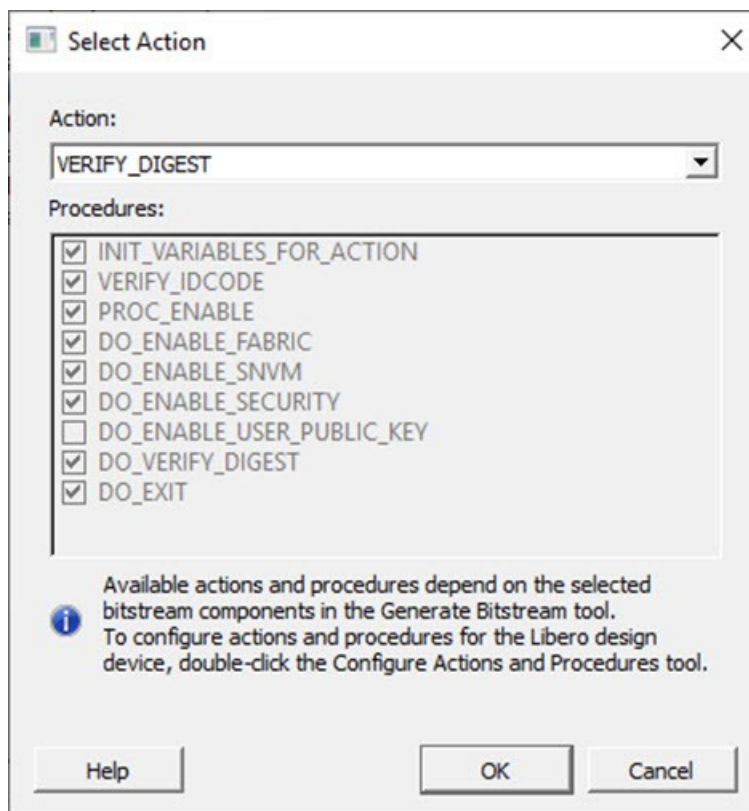 Select Action
Action:
VERIFY_DIGEST
Procedures:
INIT_VARIABLES_FOR_ACTION
VERIFY_IDCODE
PROC_ENABLE
DO_ENABLE_FABRIC
DO_ENABLE_SNVM
DO_ENABLE_SECURITY
DO_ENABLE_USER_PUBLIC_KEY
DO_VERIFY_DIGEST
DO_EXIT
Available actions and procedures depend on the selected
bitstream components in the Generate Bitstream tool.
To configure actions and procedures for the Libero design
device, double-click the Configure Actions and Procedures tool.
Help OK Cancel